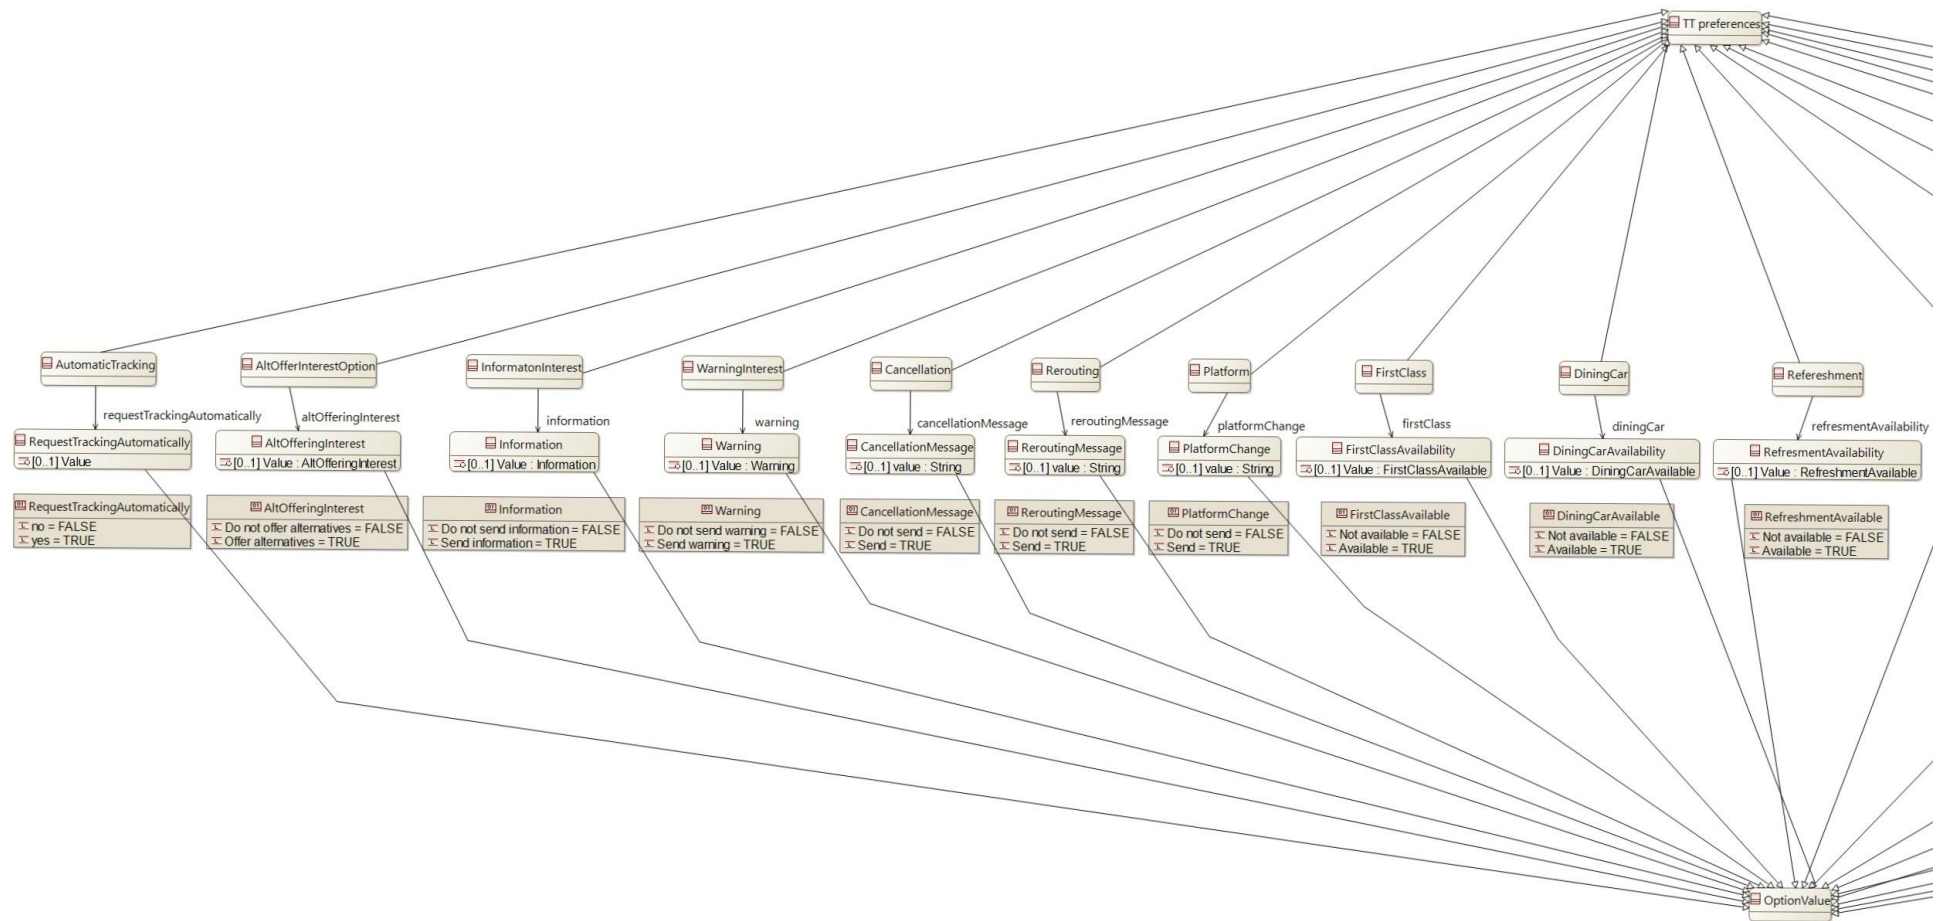 TT preferences
AutomaticTracking
AltOfferInterestOption
InformatonInterest
WarningInterest
Cancellation
Rerouting
Platform
FirstClass
DiningCar
Refereshment
requestTrackingAutomatically
altOfferingInterest
information
warning
cancellationMessage
reroutingMessage
platformChange
firstClass
diningCar
refresmentAvailability
RequestTrackingAutomatically
[0..1] Value
AltOfferingInterest
[0..1] Value : AltOfferingInterest
Information
[0..1] Value : Information
Warning
[0..1] Value : Warning
CancellationMessage
[0..1] value : String
ReroutingMessage
[0..1] value : String
PlatformChange
[0..1] value : String
FirstClassAvailability
[0..1] Value : FirstClassAvailable
DiningCarAvailability
[0..1] Value : DiningCarAvailable
RefresmentAvailability
[0..1] Value : RefreshmentAvailable
RequestTrackingAutomatically
no = FALSE
yes = TRUE
AltOfferingInterest
Do not offer alternatives = FALSE
Offer alternatives = TRUE
Information
Do not send information = FALSE
Send information = TRUE
Warning
Do not send warning = FALSE
Send warning = TRUE
CancellationMessage
Do not send = FALSE
Send = TRUE
ReroutingMessage
Do not send = FALSE
Send = TRUE
PlatformChange
Do not send = FALSE
Send = TRUE
FirstClassAvailable
Not available = FALSE
Available = TRUE
DiningCarAvailable
Not available = FALSE
Available = TRUE
RefreshmentAvailable
Not available = FALSE
Available = TRUE
OptionValue